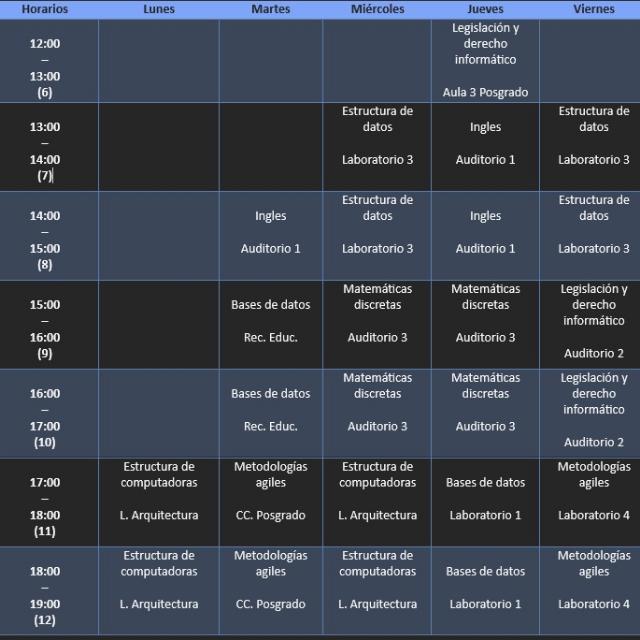 Horarios Lunes Martes Miércoles Jueves Viernes
12:00
–
13:00
(6)
Legislación y
derecho
informático
Aula 3 Posgrado
13:00
–
14:00
(7)
Estructura de
datos
Laboratorio 3
Ingles
Auditorio 1
Estructura de
datos
Laboratorio 3
14:00
–
15:00
(8)
Ingles
Auditorio 1
Estructura de
datos
Laboratorio 3
Ingles
Auditorio 1
Estructura de
datos
Laboratorio 3
15:00
–
16:00
(9)
Bases de datos
Rec. Educ.
Matemáticas
discretas
Auditorio 3
Matemáticas
discretas
Auditorio 3
Legislación y
derecho
informático
Auditorio 2
16:00
–
17:00
(10)
Bases de datos
Rec. Educ.
Matemáticas
discretas
Auditorio 3
Matemáticas
discretas
Auditorio 3
Legislación y
derecho
informático
Auditorio 2
17:00
–
18:00
(11)
Estructura de
computadoras
L. Arquitectura
Metodologías
agiles
CC. Posgrado
Estructura de
computadoras
L. Arquitectura
Bases de datos
Laboratorio 1
Metodologías
agiles
Laboratorio 4
18:00
–
19:00
(12)
Estructura de
computadoras
L. Arquitectura
Metodologías
agiles
CC. Posgrado
Estructura de
computadoras
L. Arquitectura
Bases de datos
Laboratorio 1
Metodologías
agiles
Laboratorio 4